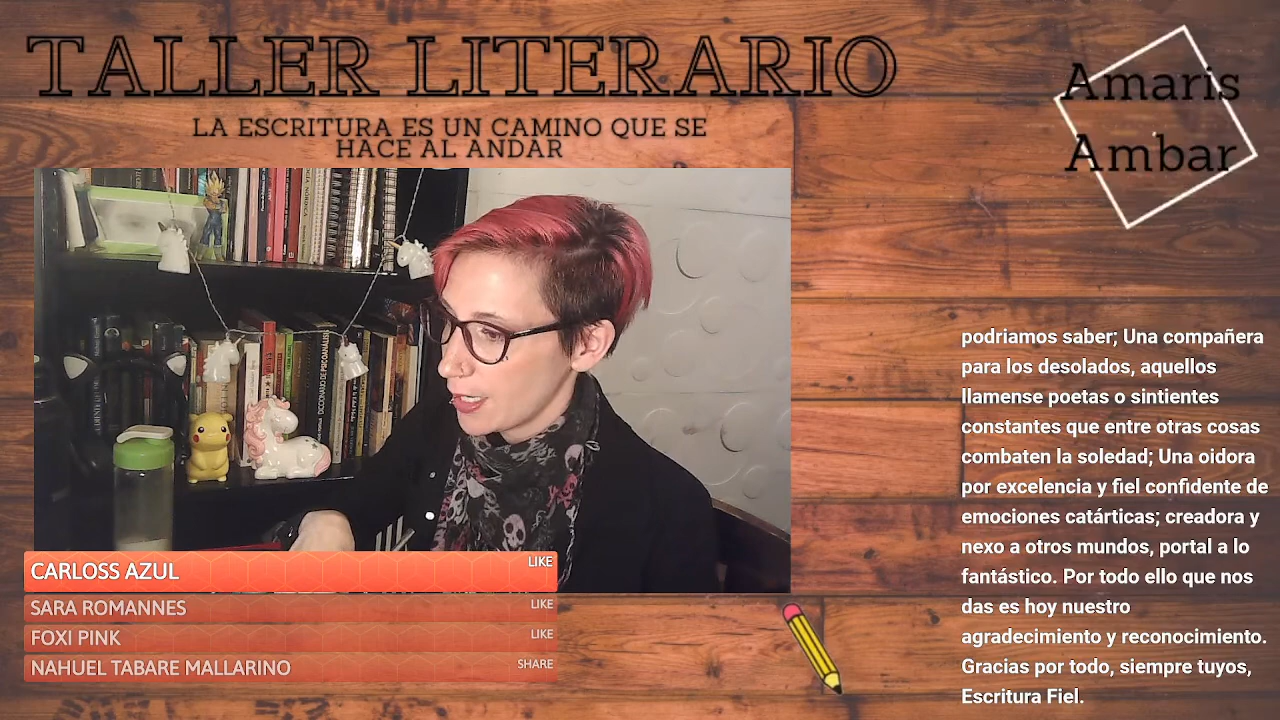 TALLER LITERARIO
LA ESCRITURA ES UN CAMINO QUE SE
HACE AL ANDAR
Amaris
Ambar
DICCIONARIO DE PSICOANÁLISIS
podriamos saber; Una compañera
para los desolados, aquellos
llamense poetas o sintientes
constantes que entre otras cosas
combaten la soledad; Una oidora
por excelencia y fiel confidente de
emociones catárticas; creadora y
nexo a otros mundos, portal a lo
fantástico. Por todo ello que nos
das es hoy nuestro
agradecimiento y reconocimiento.
Gracias por todo, siempre tuyos,
Escritura Fiel.
CARLOSS AZUL LIKE
SARA ROMANNES LIKE
FOXI PINK LIKE
NAHUEL TABARE MALLARINO SHARE